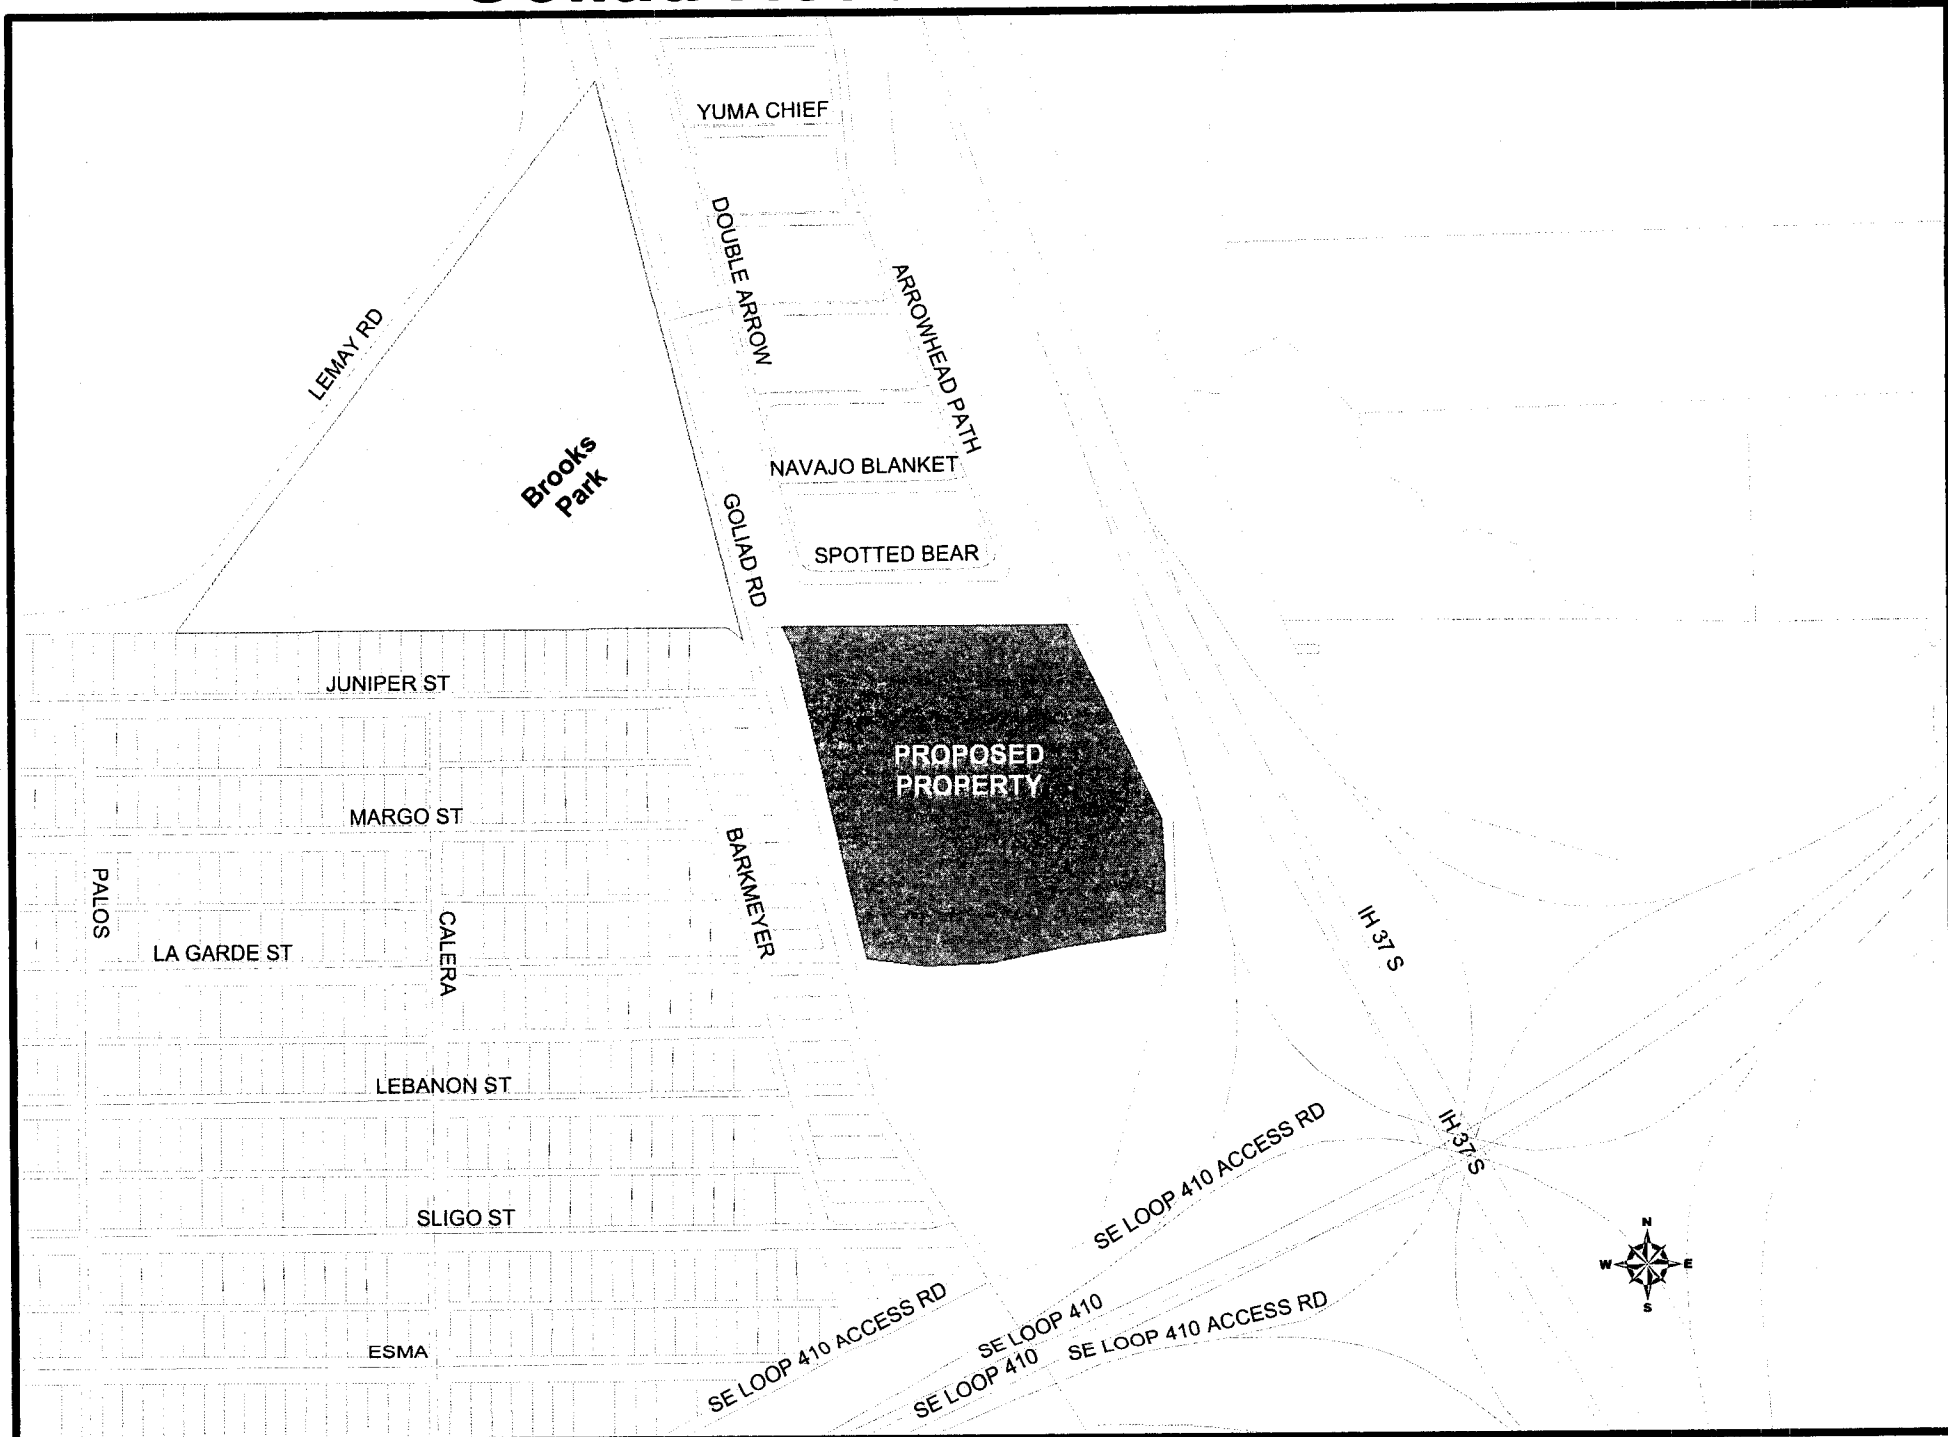 YUMA CHIEF
DOUBLE ARROW
ARROWHEAD PATH
LEMAY RD
Brooks
Park
NAVAJO BLANKET
GOLIAD RD
SPOTTED BEAR
JUNIPER ST
PROPOSED
PROPERTY
MARGO ST
BARKMEYER
PALOS
CALERA
LA GARDE ST
IH 37 S
LEBANON ST
IH 37 S
SE LOOP 410 ACCESS RD
SLIGO ST
N
W
E
S
SE LOOP 410 ACCESS RD
SE LOOP 410
SE LOOP 410 ACCESS RD
SE LOOP 410
ESMA